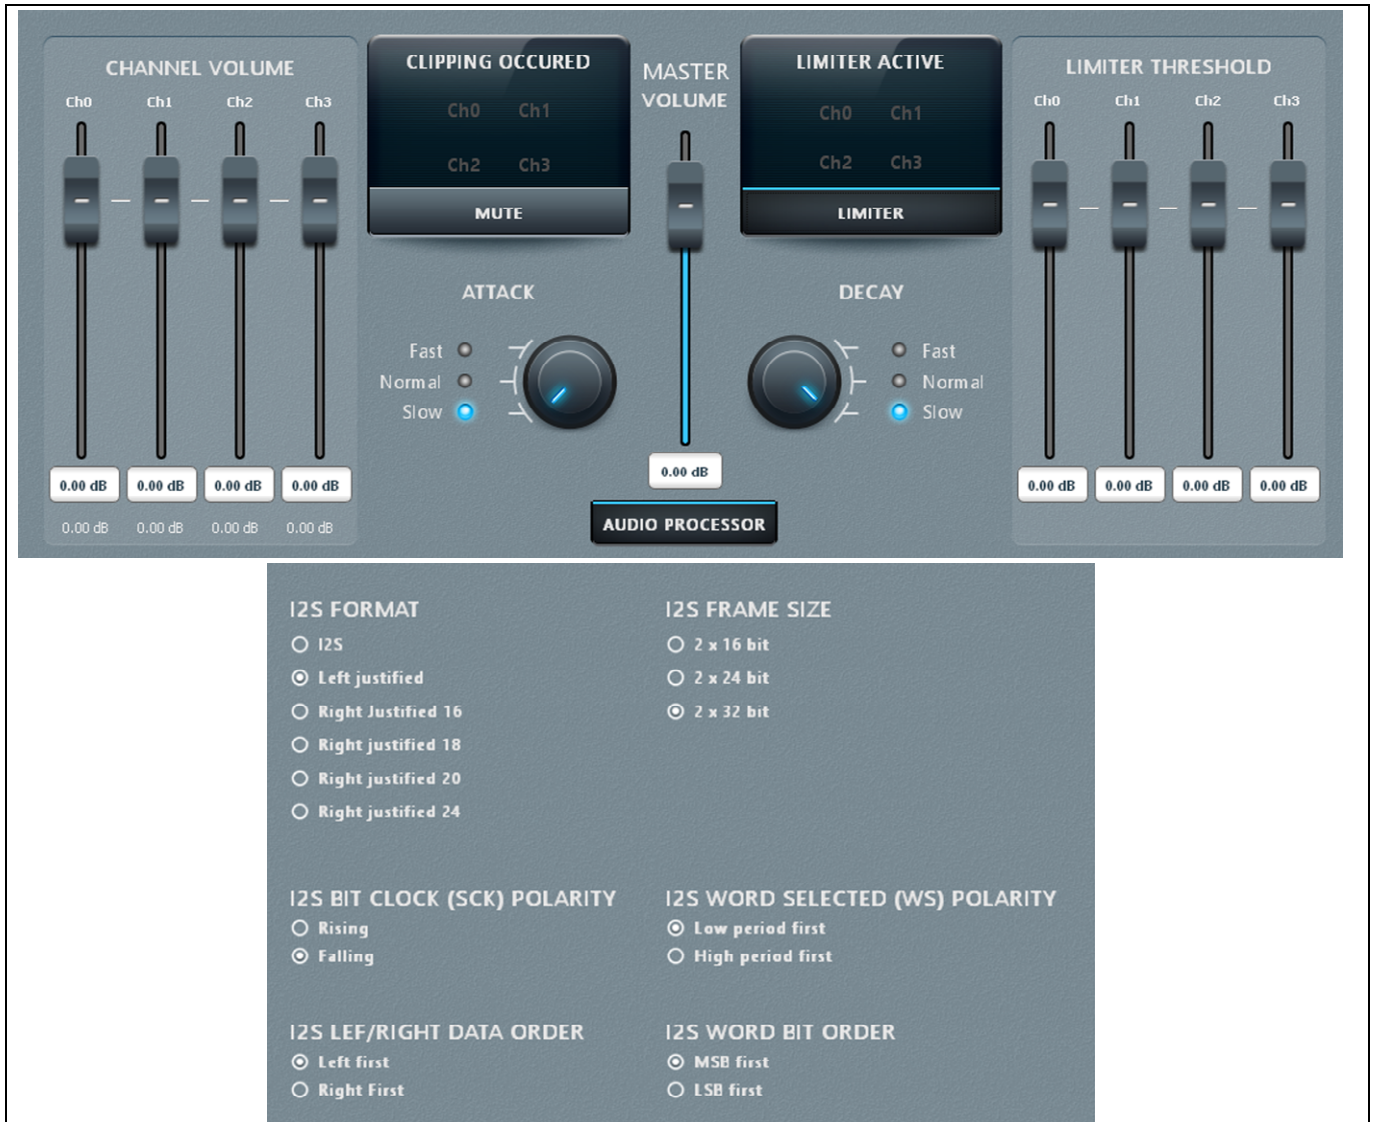 CHANNEL VOLUME
Ch0 Ch1 Ch2 Ch3
0.00 dB 0.00 dB 0.00 dB 0.00 dB
0.00 dB 0.00 dB 0.00 dB 0.00 dB
CLIPPING OCCURED
Ch0 Ch1
Ch2 Ch3
MUTE
ATTACK
Fast
Normal
Slow
MASTER
VOLUME
0.00 dB
AUDIO PROCESSOR
LIMITER ACTIVE
Ch0 Ch1
Ch2 Ch3
LIMITER
DECAY
Fast
Normal
Slow
LIMITER THRESHOLD
Ch0 Ch1 Ch2 Ch3
0.00 dB 0.00 dB 0.00 dB 0.00 dB
I2S FORMAT
I2S
Left justified
Right Justified 16
Right justified 18
Right justified 20
Right justified 24
I2S FRAME SIZE
2 x 16 bit
2 x 24 bit
2 x 32 bit
I2S BIT CLOCK (SCK) POLARITY
Rising
Falling
I2S WORD SELECTED (WS) POLARITY
Low period first
High period first
I2S LEF/RIGHT DATA ORDER
Left first
Right First
I2S WORD BIT ORDER
MSB first
LSB first